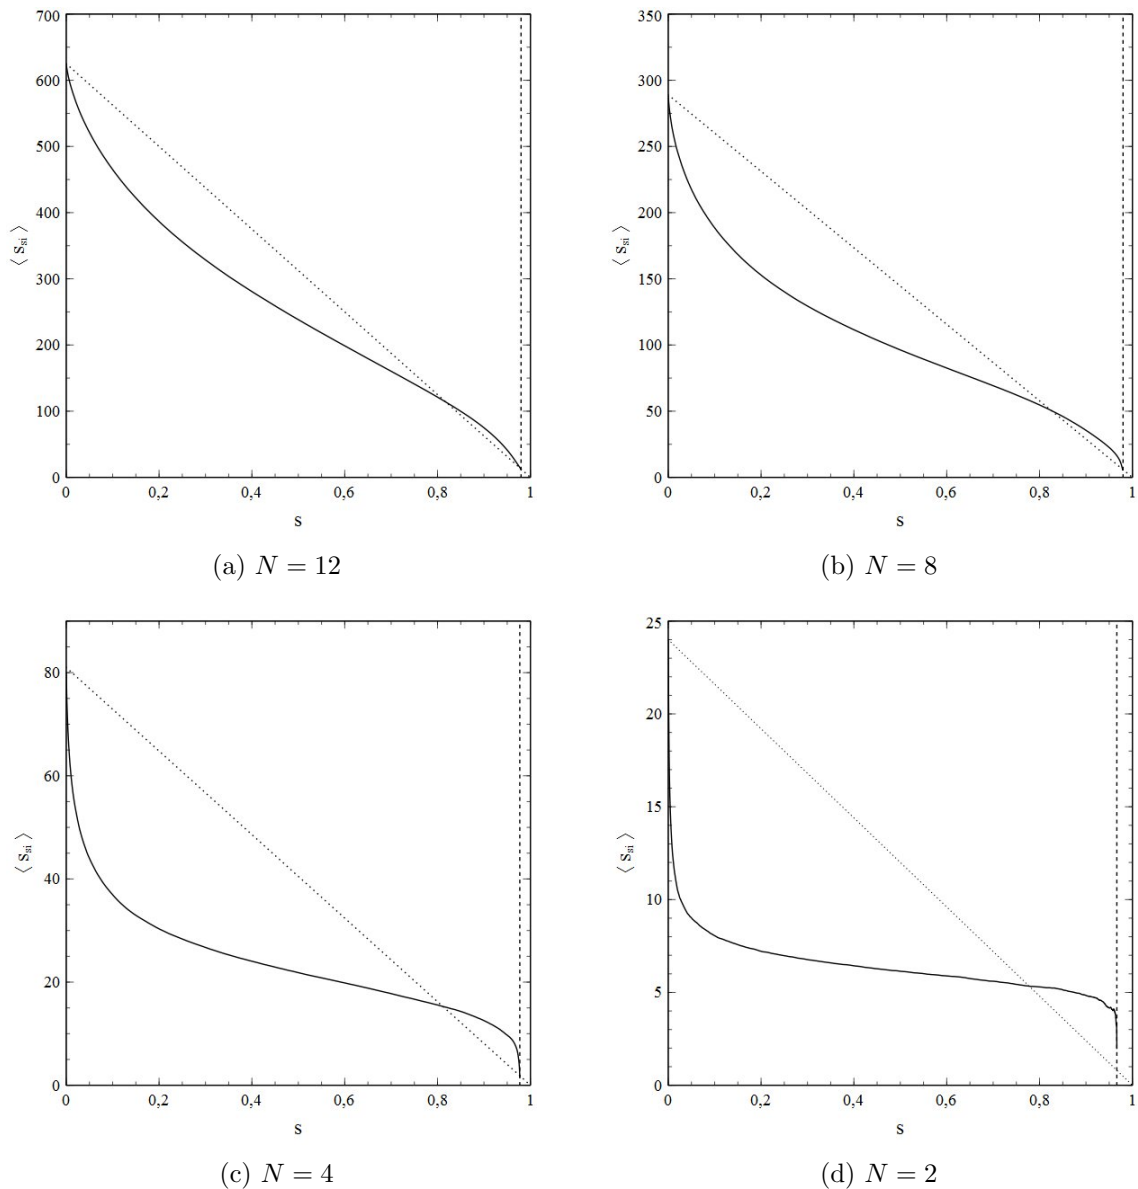 700
600
500
400
300
200
100
0
⟨ s_si ⟩
0 0,2 0,4 0,6 0,8 1
s
(a) N = 12
350
300
250
200
150
100
50
0
⟨ s_si ⟩
0 0,2 0,4 0,6 0,8 1
s
(b) N = 8
80
60
40
20
0
⟨ s_si ⟩
0 0,2 0,4 0,6 0,8 1
s
(c) N = 4
25
20
15
10
5
0
⟨ s_si ⟩
0 0,2 0,4 0,6 0,8 1
s
(d) N = 2